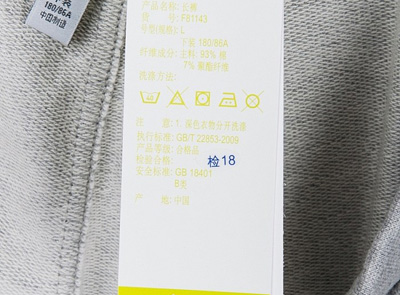 装
180/86A
中国制造
品 名: 长裤
货 号: F81143
号型(规格): L
下装 180/86A
纤维成分: 主料: 93% 棉
7% 聚酯纤维
洗涤方法:
注 意: 1. 深色衣物分开洗涤
执行标准: GB/T 22853-2009
产品等级: 合格品
检验合格: 检18
安全标准: GB 18401
B类
产 地: 中国